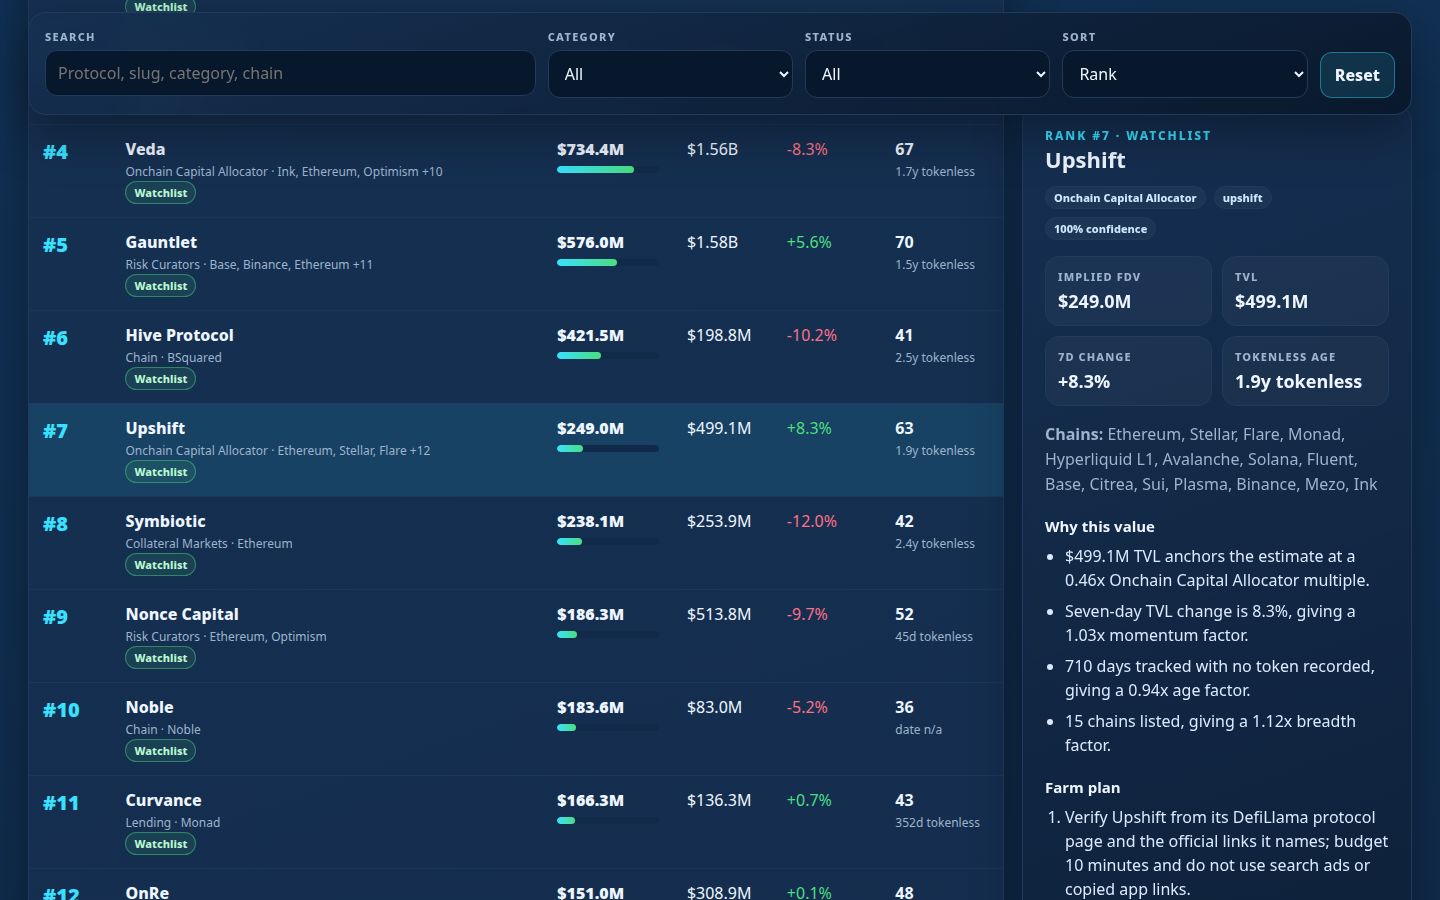 Watchlist
SEARCH
CATEGORY
STATUS
SORT
Protocol, slug, category, chain
All
All
Rank
Reset
#4
Veda
$734.4M
$1.56B
-8.3%
67
Onchain Capital Allocator · Ink, Ethereum, Optimism +10
1.7y tokenless
Watchlist
#5
Gauntlet
$576.0M
$1.58B
+5.6%
70
Risk Curators · Base, Binance, Ethereum +11
1.5y tokenless
Watchlist
#6
Hive Protocol
$421.5M
$198.8M
-10.2%
41
Chain · BSquared
2.5y tokenless
Watchlist
#7
Upshift
$249.0M
$499.1M
+8.3%
63
Onchain Capital Allocator · Ethereum, Stellar, Flare +12
1.9y tokenless
Watchlist
#8
Symbiotic
$238.1M
$253.9M
-12.0%
42
Collateral Markets · Ethereum
2.4y tokenless
Watchlist
#9
Nonce Capital
$186.3M
$513.8M
-9.7%
52
Risk Curators · Ethereum, Optimism
45d tokenless
Watchlist
#10
Noble
$183.6M
$83.0M
-5.2%
36
Chain · Noble
date n/a
Watchlist
#11
Curvance
$166.3M
$136.3M
+0.7%
43
Lending · Monad
352d tokenless
Watchlist
#12
OnRe
$151.0M
$308.9M
+0.1%
48
RANK #7 · WATCHLIST
Upshift
Onchain Capital Allocator
upshift
100% confidence
IMPLIED FDV
$249.0M
TVL
$499.1M
7D CHANGE
+8.3%
TOKENLESS AGE
1.9y tokenless
Chains: Ethereum, Stellar, Flare, Monad,
Hyperliquid L1, Avalanche, Solana, Fluent,
Base, Citrea, Sui, Plasma, Binance, Mezo, Ink
Why this value
• $499.1M TVL anchors the estimate at a
0.46x Onchain Capital Allocator multiple.
• Seven-day TVL change is 8.3%, giving a
1.03x momentum factor.
• 710 days tracked with no token recorded,
giving a 0.94x age factor.
• 15 chains listed, giving a 1.12x breadth
factor.
Farm plan
1. Verify Upshift from its DefiLlama protocol
page and the official links it names; budget
10 minutes and do not use search ads or
copied app links.